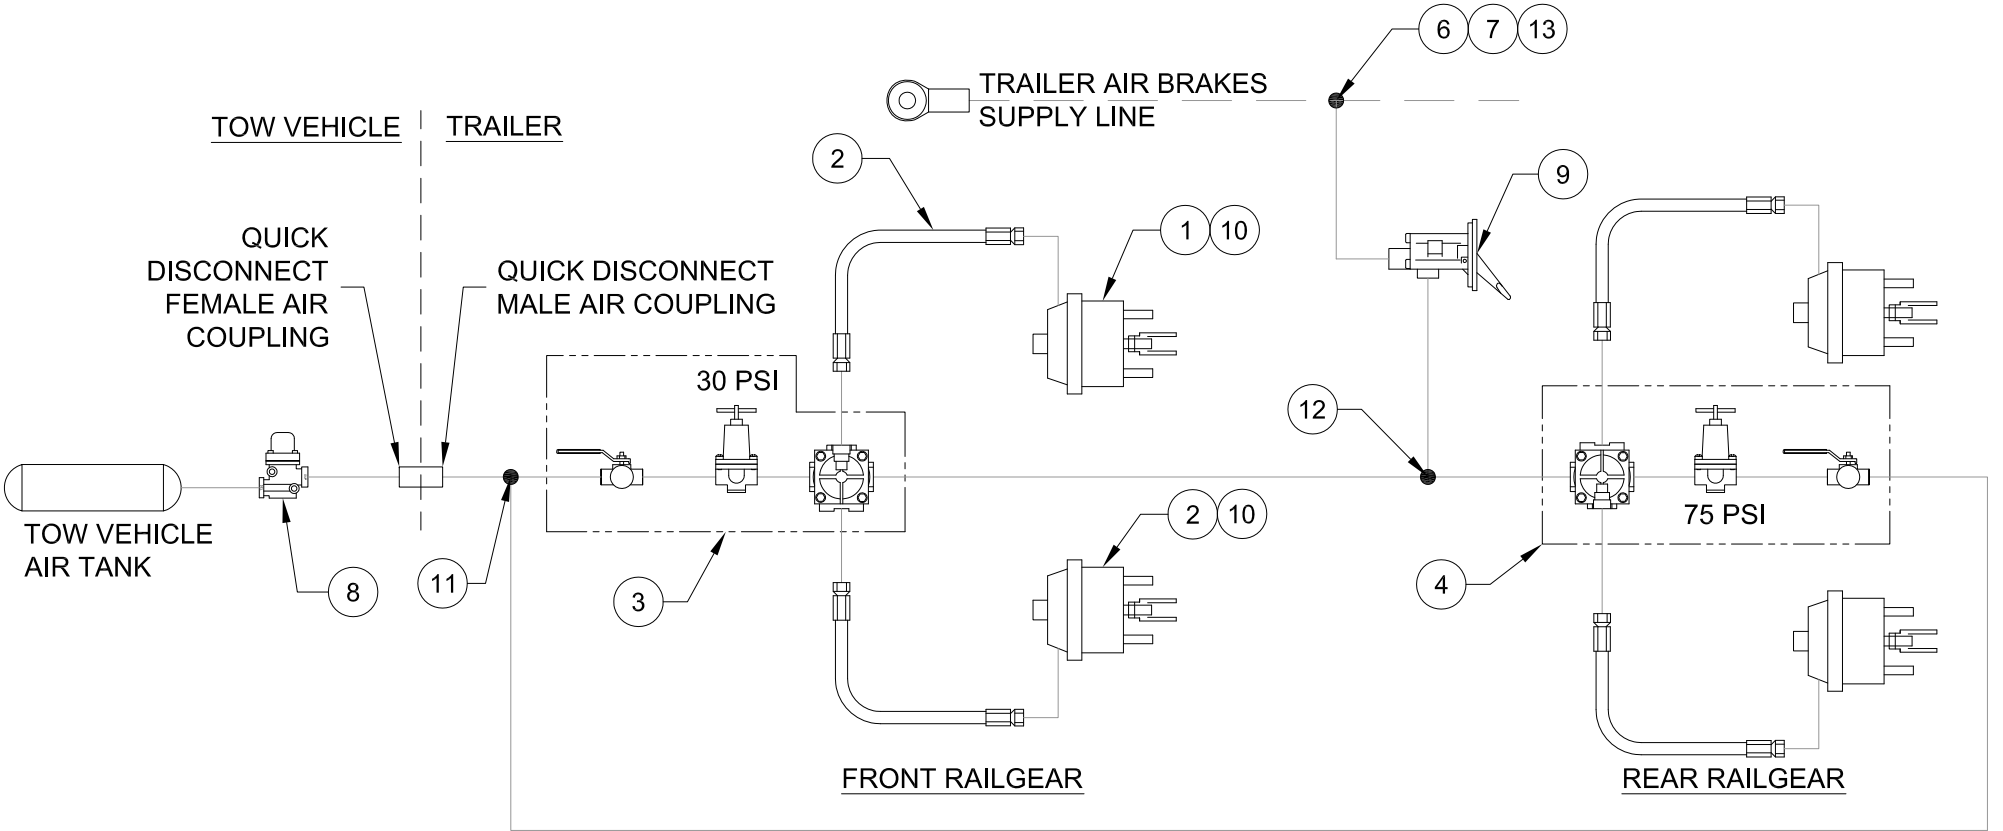 6 7 13
TRAILER AIR BRAKES
SUPPLY LINE
TOW VEHICLE
TRAILER
2
9
1 10
QUICK
DISCONNECT
FEMALE AIR
COUPLING
QUICK DISCONNECT
MALE AIR COUPLING
30 PSI
12
75 PSI
2 10
TOW VEHICLE
AIR TANK
8
11
3
4
FRONT RAILGEAR
REAR RAILGEAR